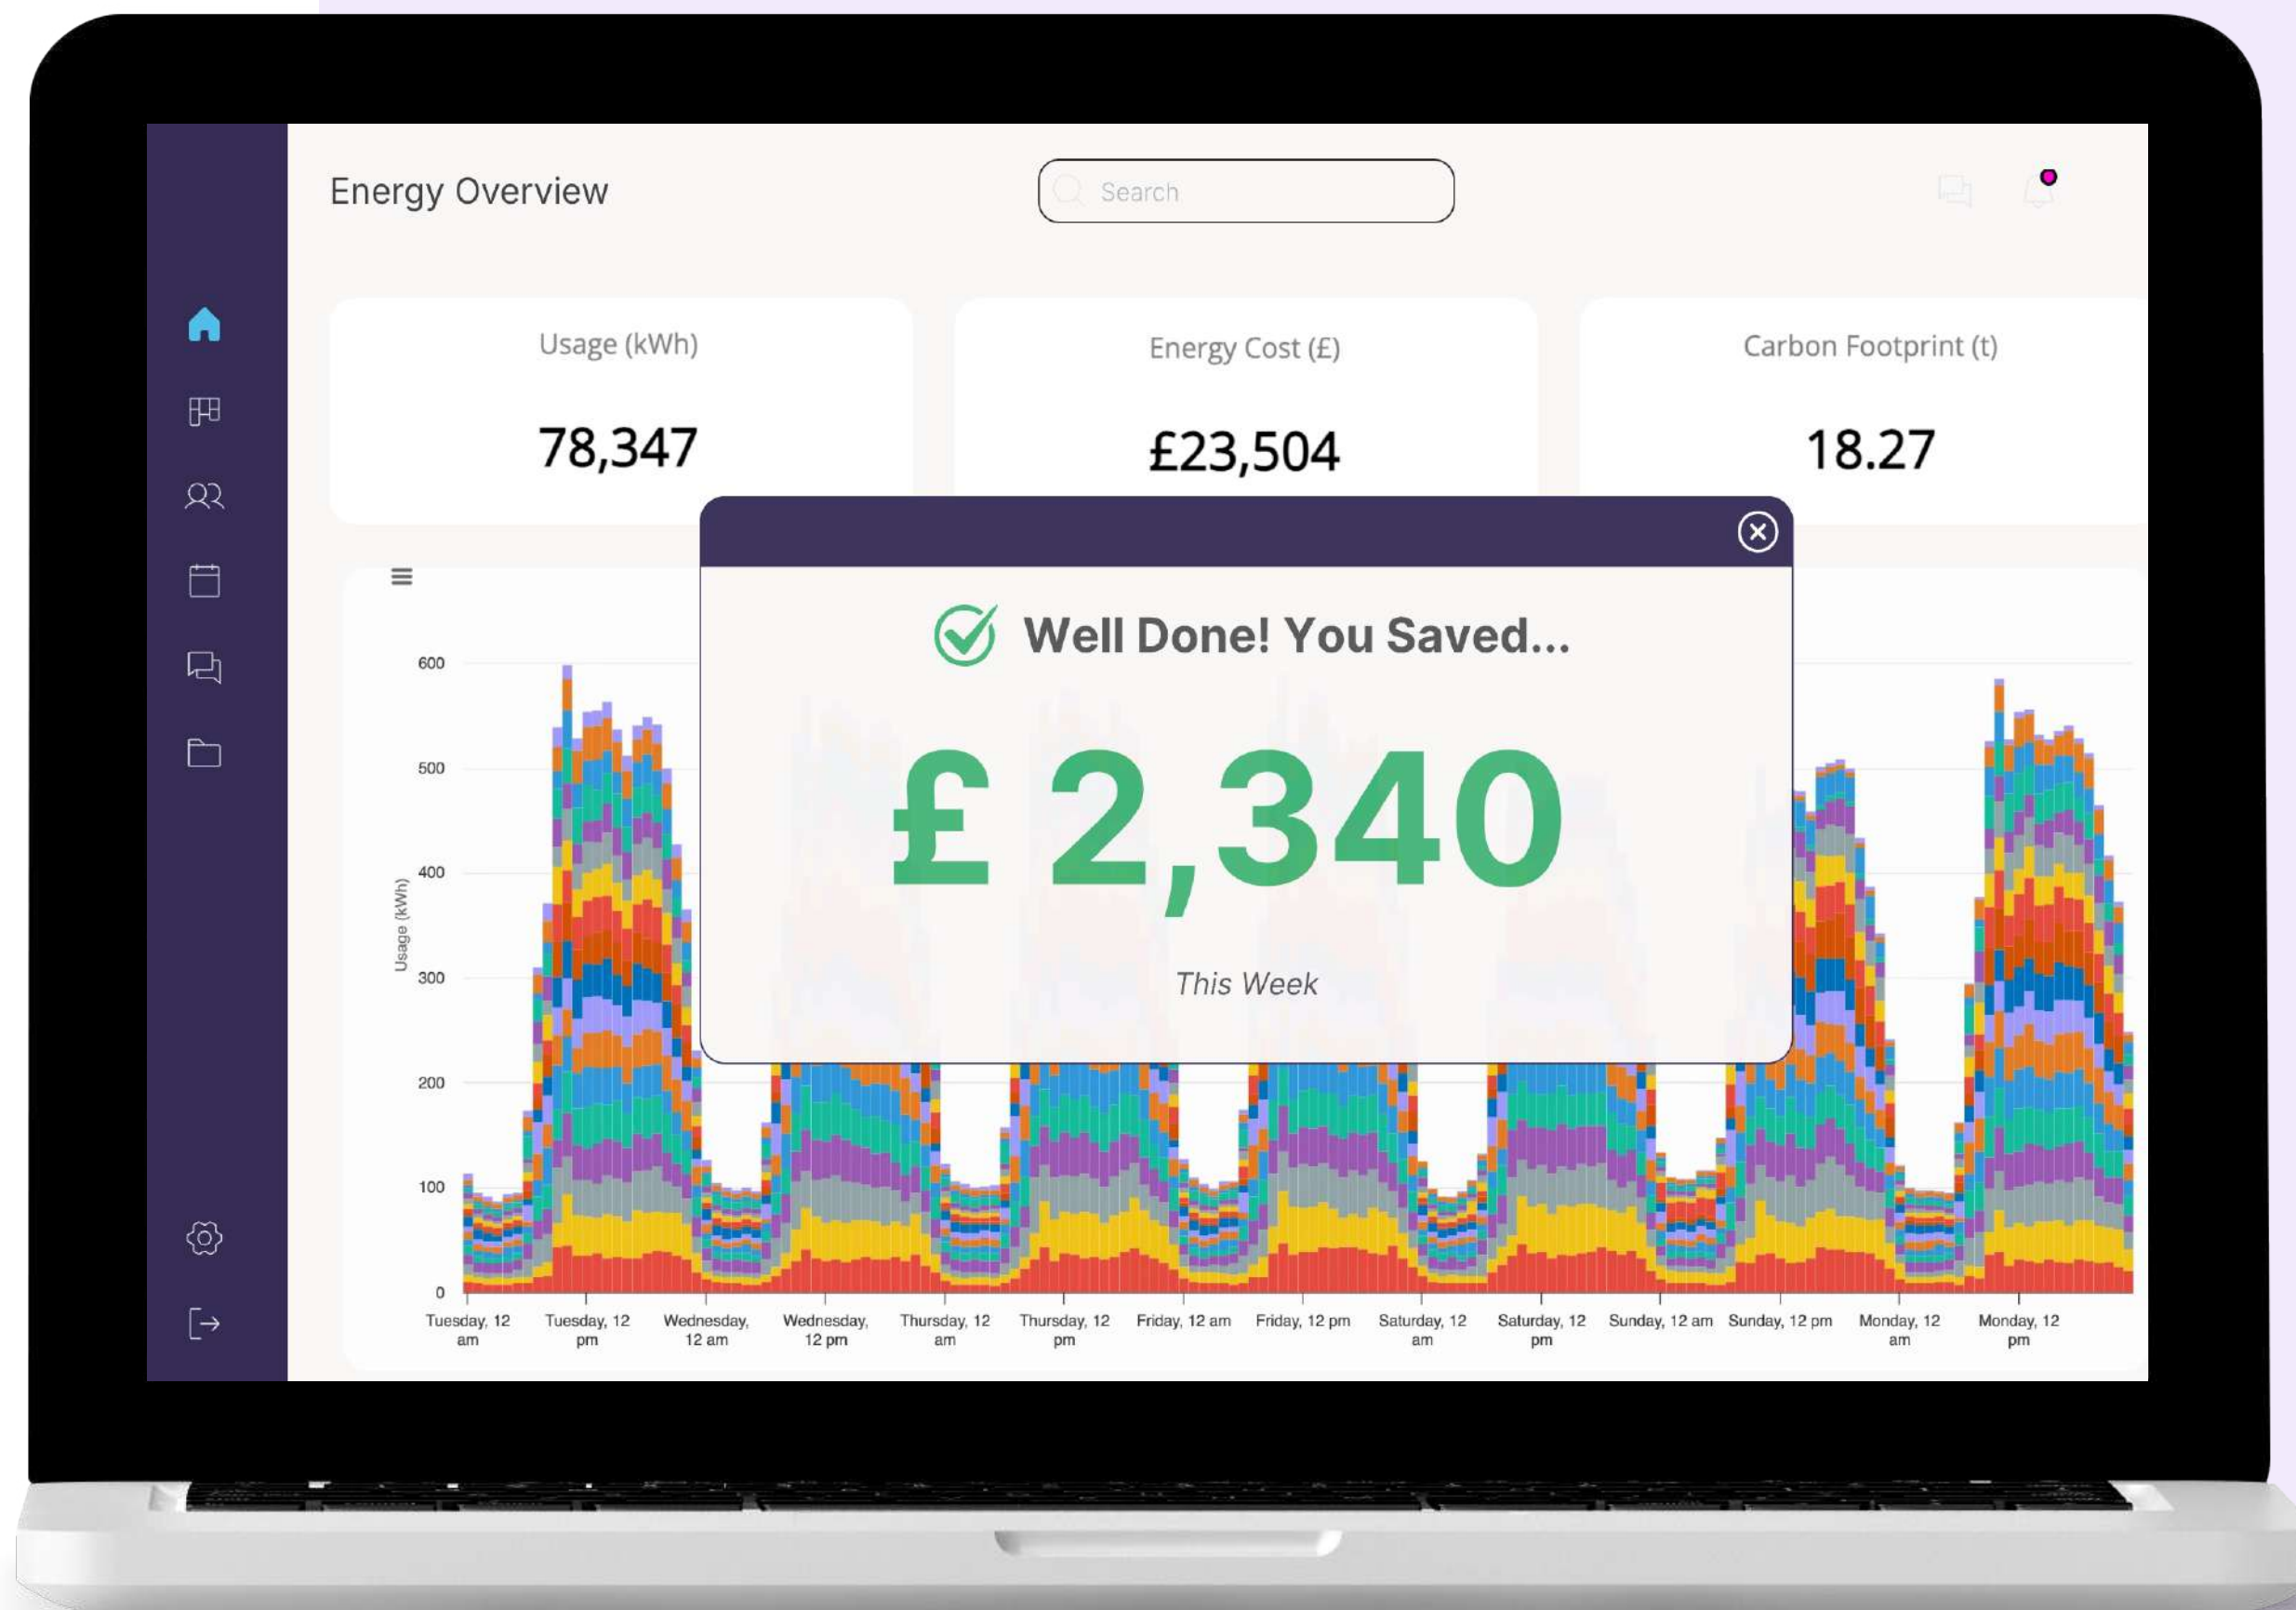 Energy Overview
Search
Usage (kWh)
78,347
Energy Cost (£)
£23,504
Carbon Footprint (t)
18.27
Well Done! You Saved...
£ 2,340
This Week
Usage (kWh)
600
500
400
300
200
100
0
Tuesday, 12
am
Tuesday, 12
pm
Wednesday,
12 am
Wednesday,
12 pm
Thursday, 12
am
Thursday, 12
pm
Friday, 12 am
Friday, 12 pm
Saturday, 12
am
Saturday, 12
pm
Sunday, 12 am
Sunday, 12 pm
Monday, 12
am
Monday, 12
pm